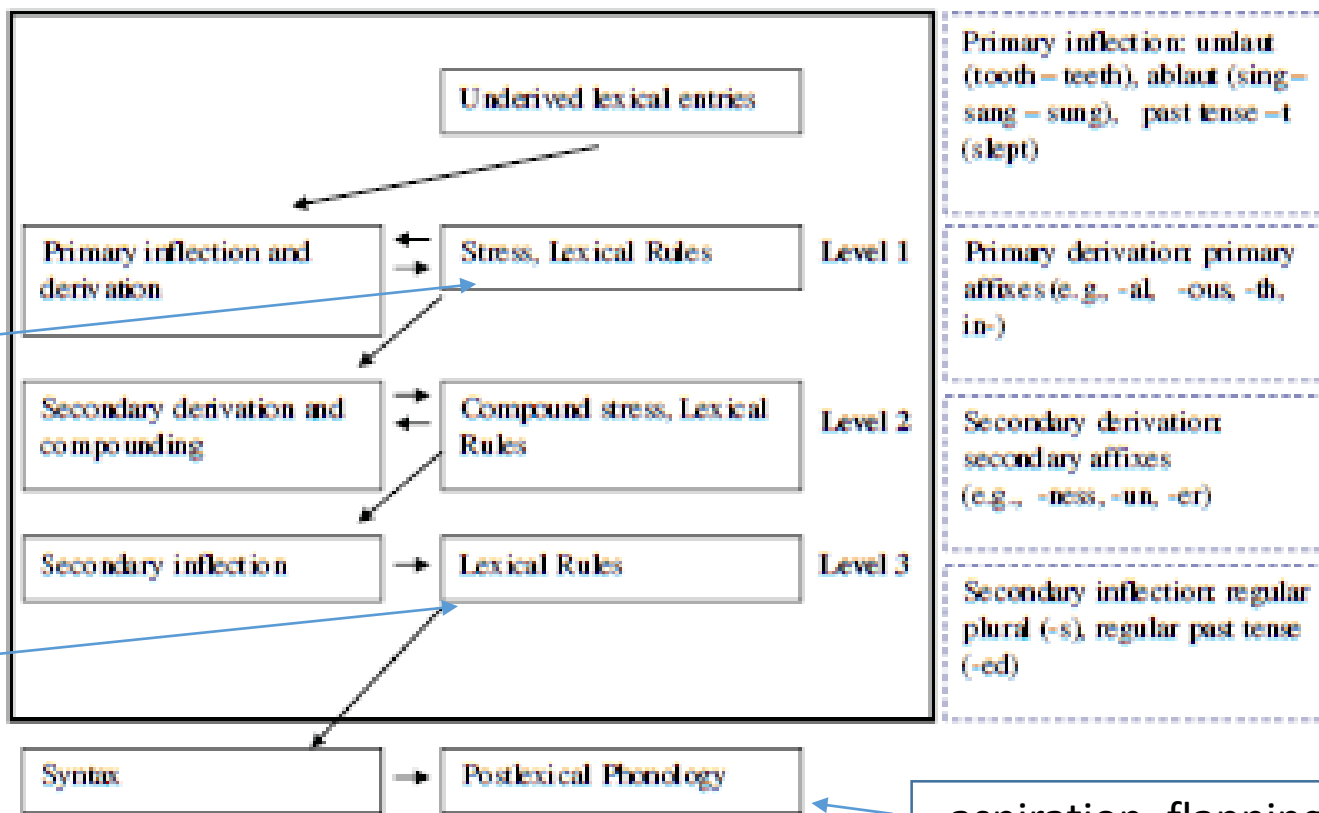 Underived lexical entries
Primary inflection and
derivation
Stress, Lexical Rules
Level 1
Secondary derivation and
compounding
Compound stress, Lexical
Rules
Level 2
Secondary inflection
Lexical Rules
Level 3
Syntax
Postlexical Phonology
Primary inflection: umlaut
(tooth – teeth), ablaut (sing –
sang – sung), past tense –t
(slept)
Primary derivation: primary
affixes (e.g., -al, -ous, -th,
in-)
Secondary derivation:
secondary affixes
(e.g., -ness, -un, -er)
Secondary inflection: regular
plural (-s), regular past tense
(-ed)
aspiration, flapping